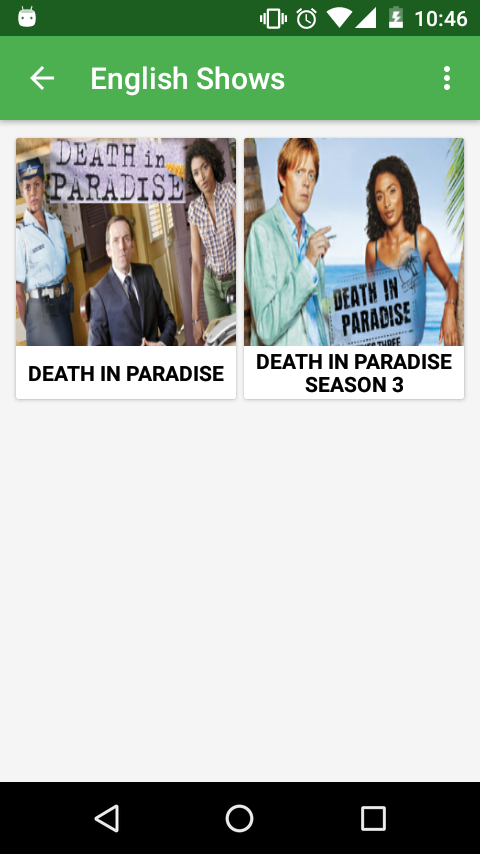 10:46
English Shows
DEATH in
PARADISE
DEATH IN
PARADISE
DEATH IN PARADISE
DEATH IN PARADISE
SEASON 3